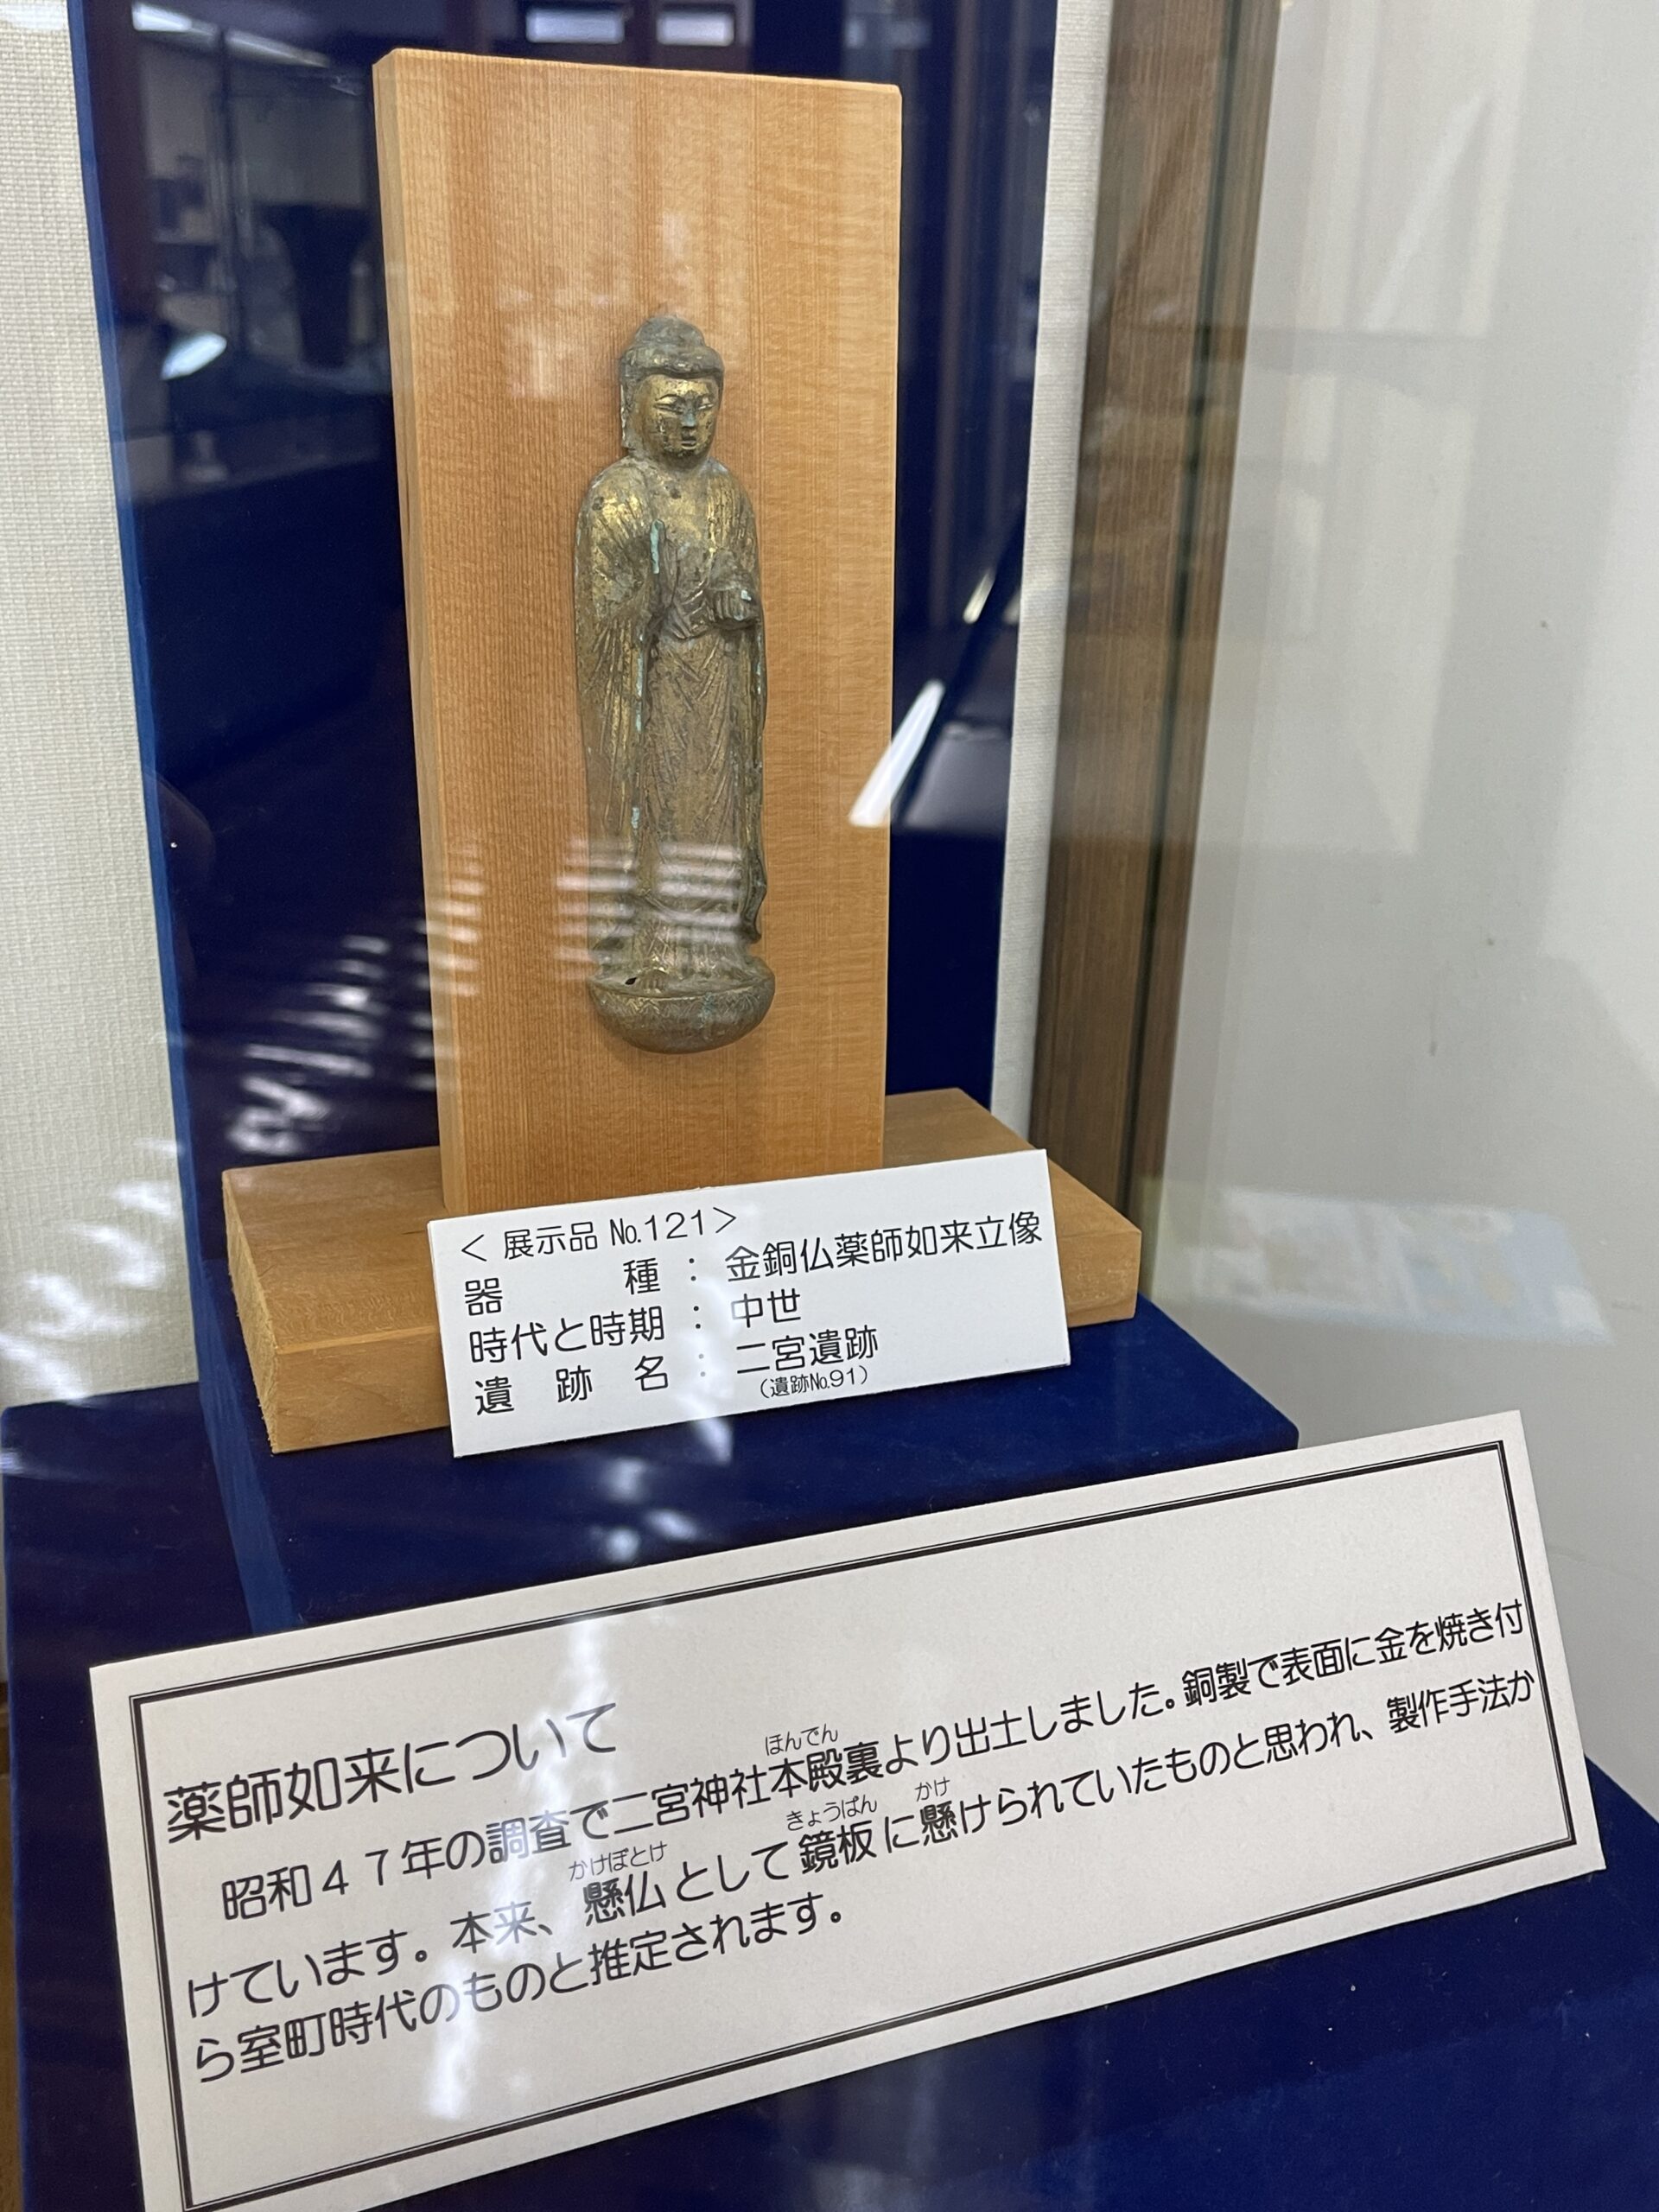 < 展示品 No.121>
器　　　種 : 金銅仏薬師如来立像
時代と時期 : 中世
遺　跡　名 : 二宮遺跡
（遺跡No.91）
薬師如来について
ほんでん
昭和４７年の調査で二宮神社本殿裏より出土しました。銅製で表面に金を焼き付
かけぼとけ　きょうばん　かけ
けています。本来、懸仏として鏡板に懸けられていたものと思われ、製作手法か
ら室町時代のものと推定されます。